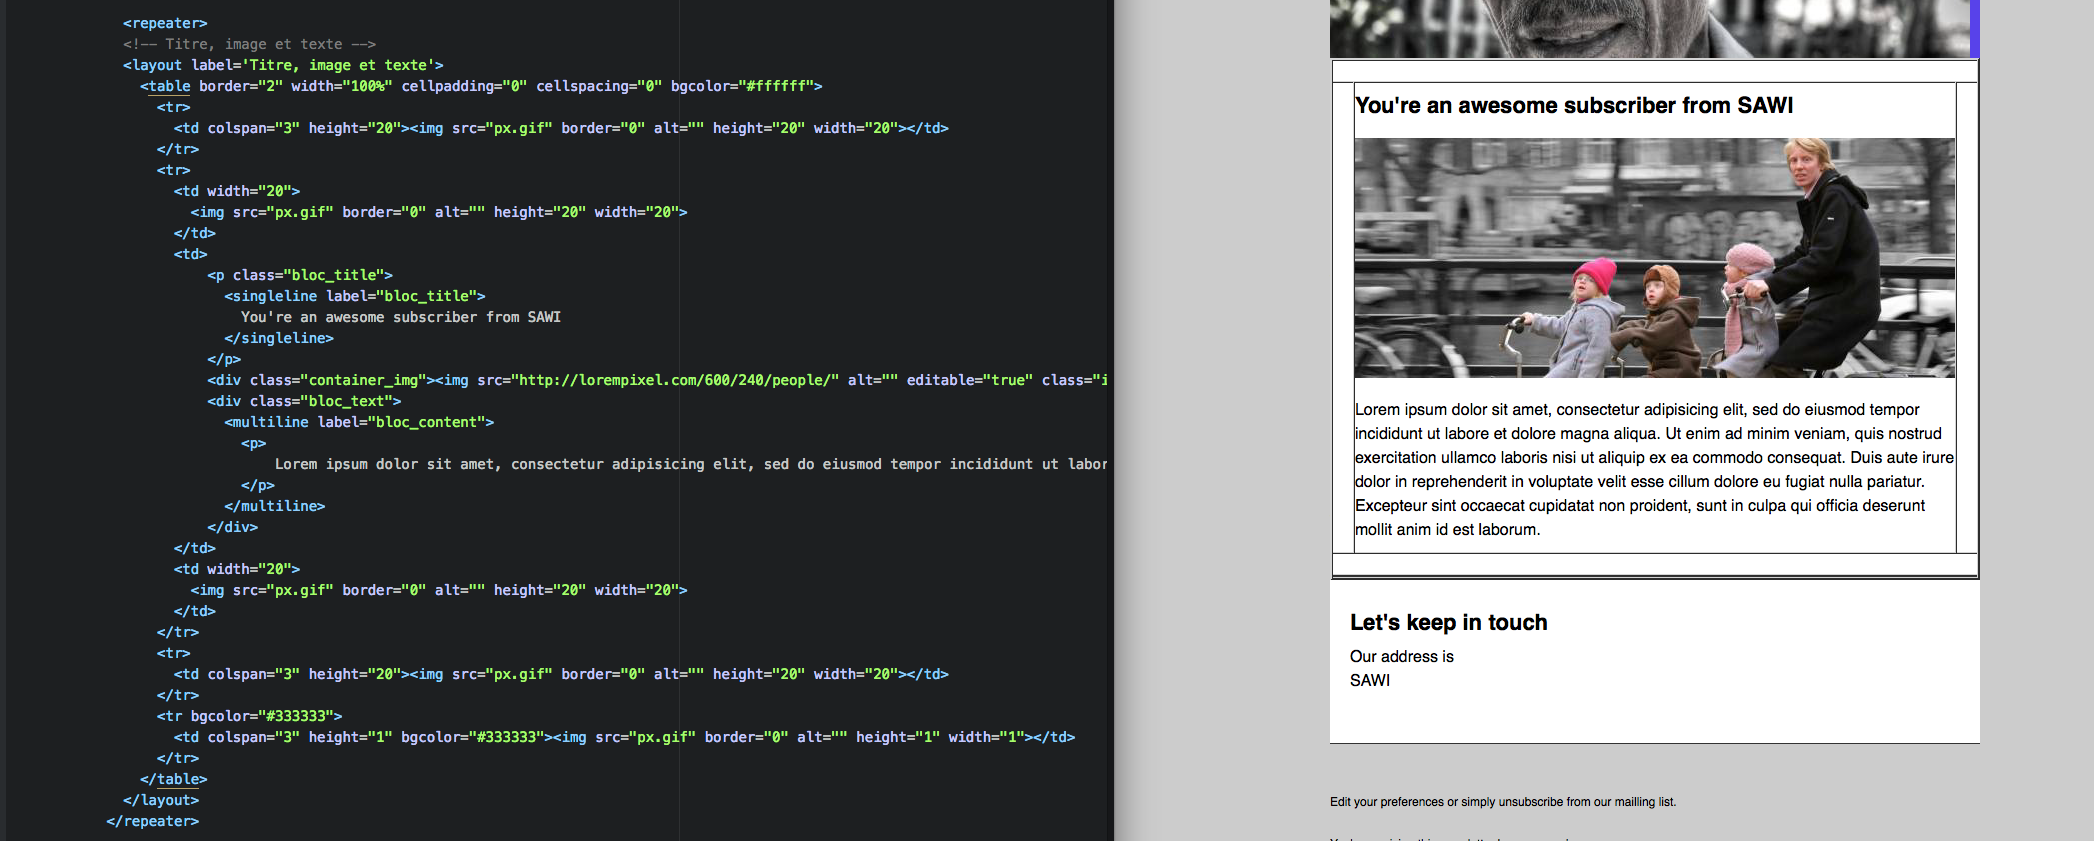 <repeater>
<!-- Titre, image et texte -->
<layout label='Titre, image et texte'>
<table border="2" width="100%" cellpadding="0" cellspacing="0" bgcolor="#ffffff">
<tr>
<td colspan="3" height="20"><img src="px.gif" border="0" alt="" height="20" width="20"></td>
</tr>
<tr>
<td width="20">
<img src="px.gif" border="0" alt="" height="20" width="20">
</td>
<td>
<p class="bloc_title">
<singleline label="bloc_title">
You're an awesome subscriber from SAWI
</singleline>
</p>
<div class="container_img"><img src="http://lorempixel.com/600/240/people/" alt="" editable="true" class="i
<div class="bloc_text">
<multiline label="bloc_content">
<p>
Lorem ipsum dolor sit amet, consectetur adipisicing elit, sed do eiusmod tempor incididunt ut labor
</p>
</multiline>
</div>
</td>
<td width="20">
<img src="px.gif" border="0" alt="" height="20" width="20">
</td>
</tr>
<tr>
<td colspan="3" height="20"><img src="px.gif" border="0" alt="" height="20" width="20"></td>
</tr>
<tr bgcolor="#333333">
<td colspan="3" height="1" bgcolor="#333333"><img src="px.gif" border="0" alt="" height="1" width="1"></td>
</tr>
</table>
</layout>
</repeater>
You're an awesome subscriber from SAWI
Lorem ipsum dolor sit amet, consectetur adipisicing elit, sed do eiusmod tempor
incididunt ut labore et dolore magna aliqua. Ut enim ad minim veniam, quis nostrud
exercitation ullamco laboris nisi ut aliquip ex ea commodo consequat. Duis aute irure
dolor in reprehenderit in voluptate velit esse cillum dolore eu fugiat nulla pariatur.
Excepteur sint occaecat cupidatat non proident, sunt in culpa qui officia deserunt
mollit anim id est laborum.
Let's keep in touch
Our address is
SAWI
Edit your preferences or simply unsubscribe from our mailling list.